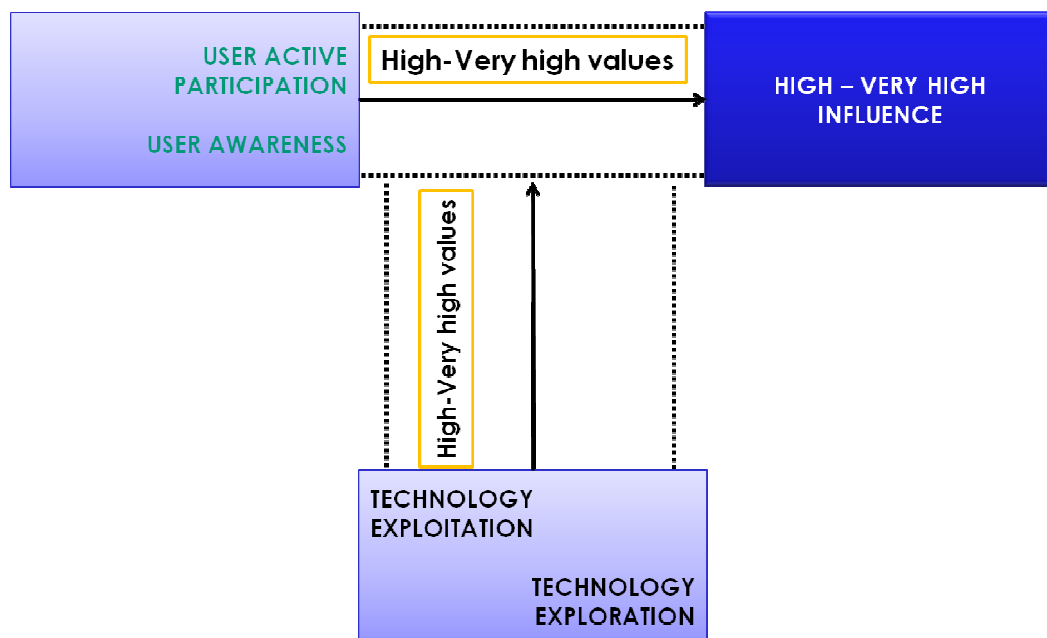 USER ACTIVE
PARTICIPATION
USER AWARENESS
High-Very high values
HIGH – VERY HIGH
INFLUENCE
High-Very high values
TECHNOLOGY
EXPLOITATION
TECHNOLOGY
EXPLORATION